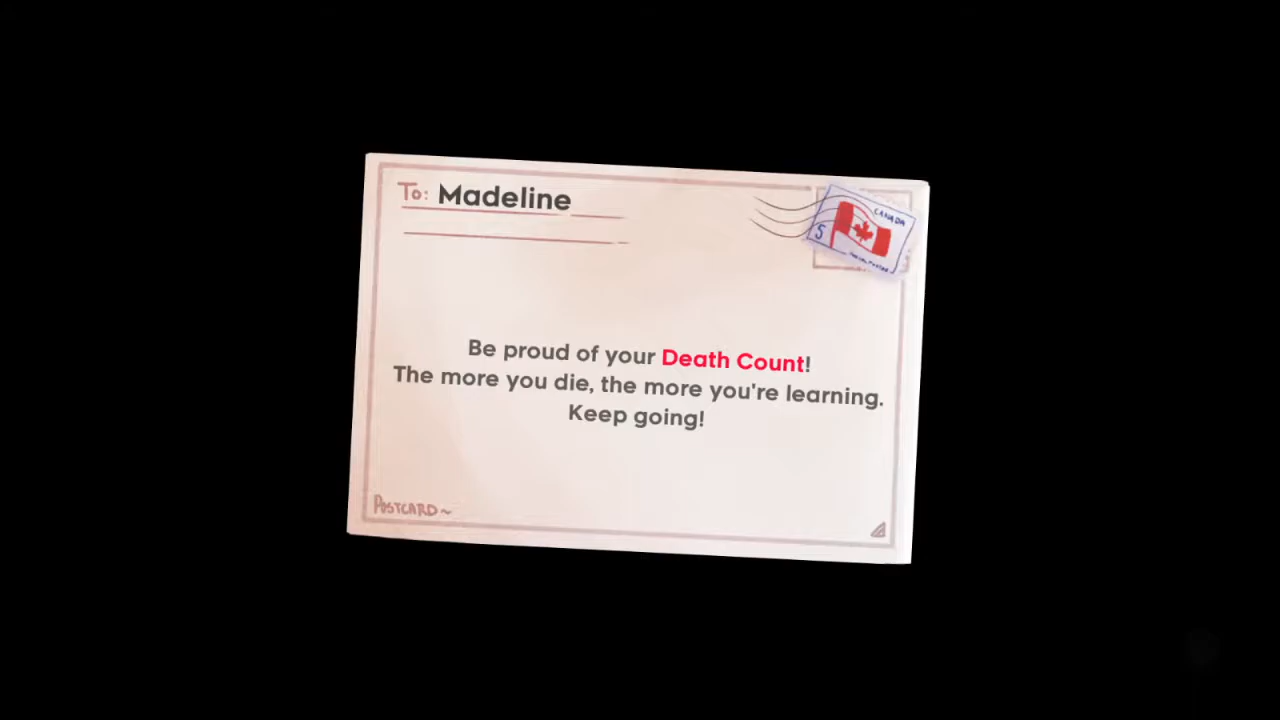 To: Madeline
CANADA
5
Be proud of your Death Count!
The more you die, the more you're learning.
Keep going!
POSTCARD~